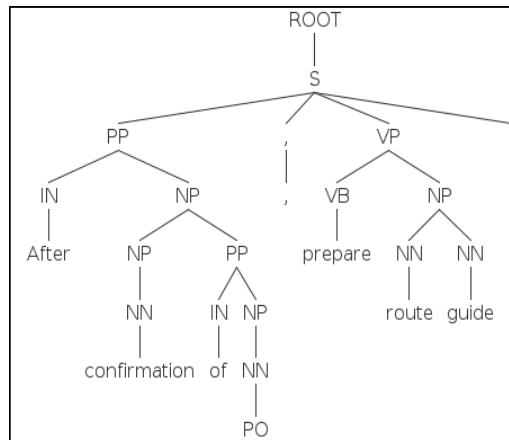 ROOT
S
PP , VP
IN NP , VB NP
After NP PP prepare NN NN
NN IN NP route guide
confirmation of NN
PO